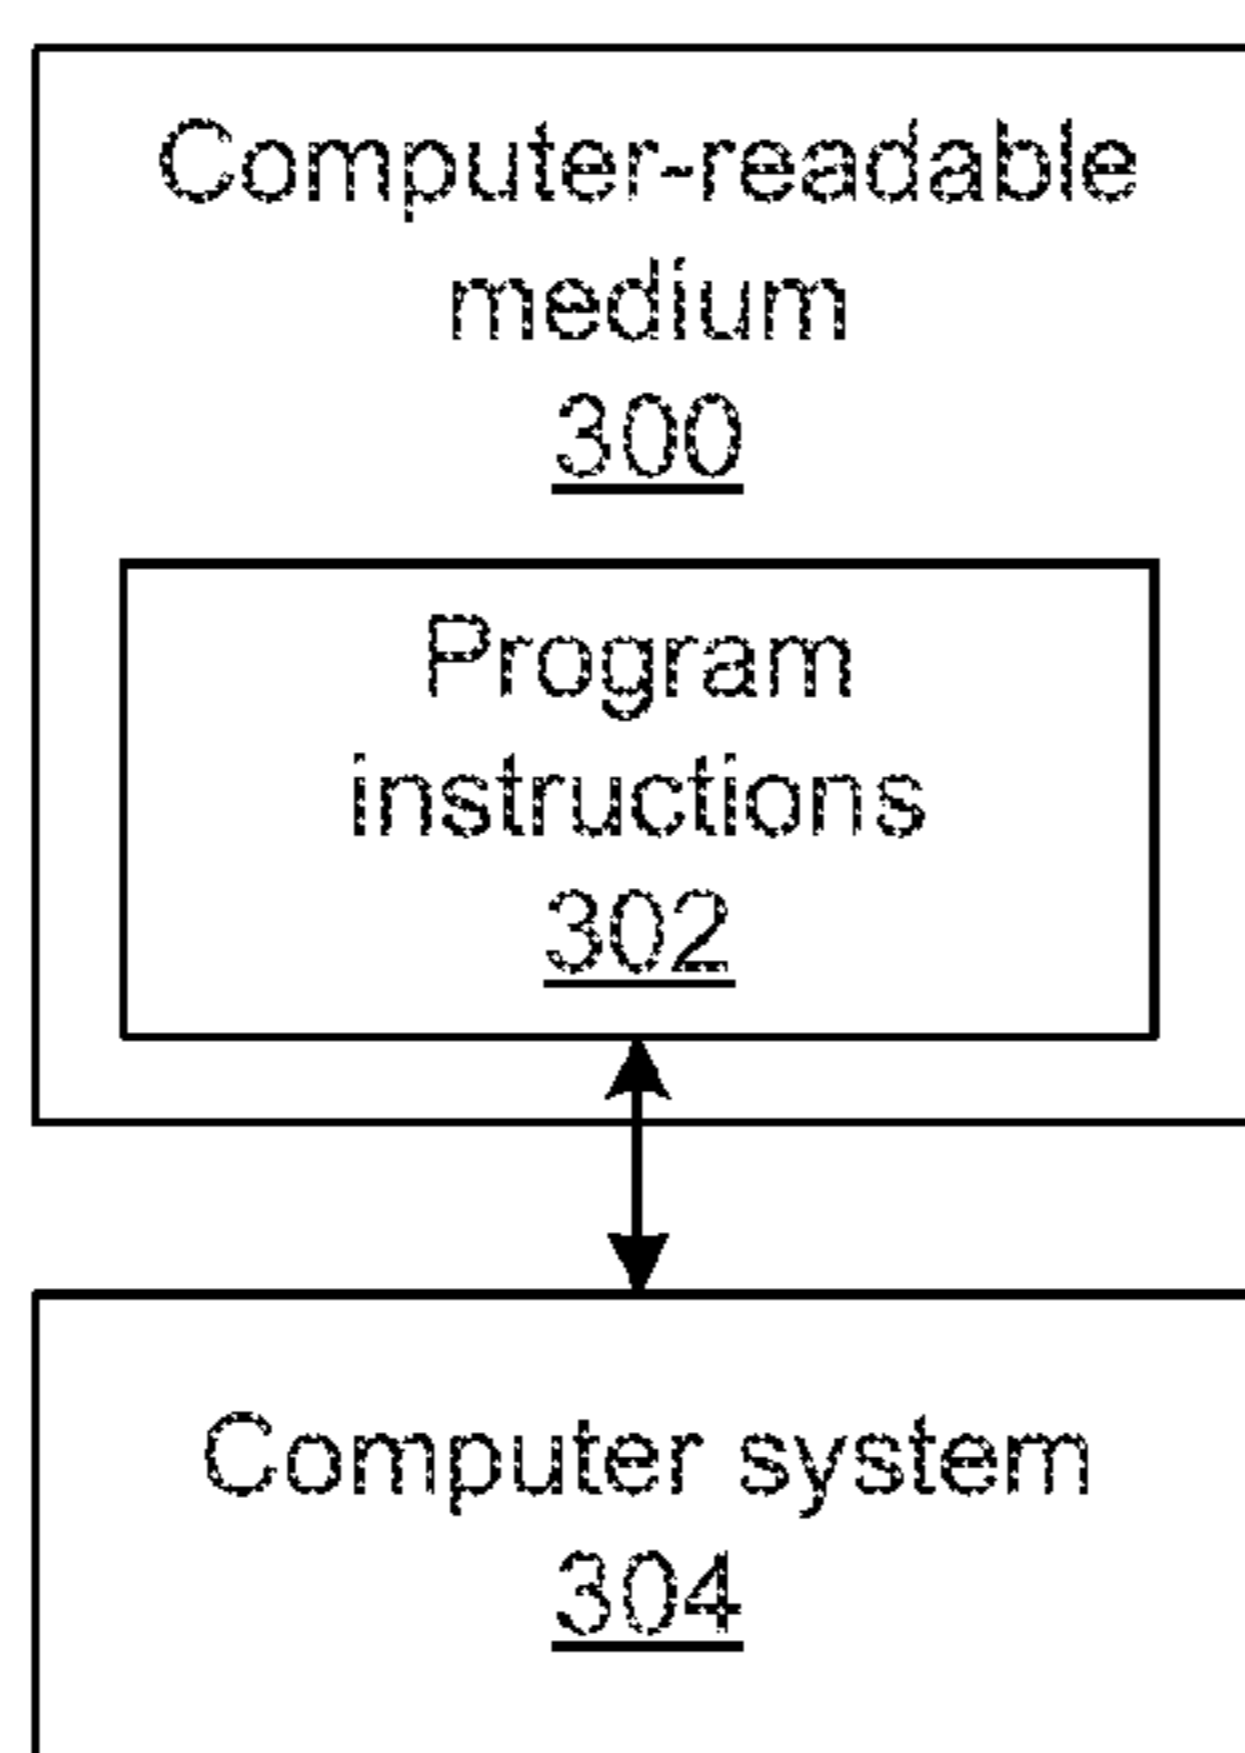 Computer-readable
medium
300
Program
instructions
302
Computer system
304